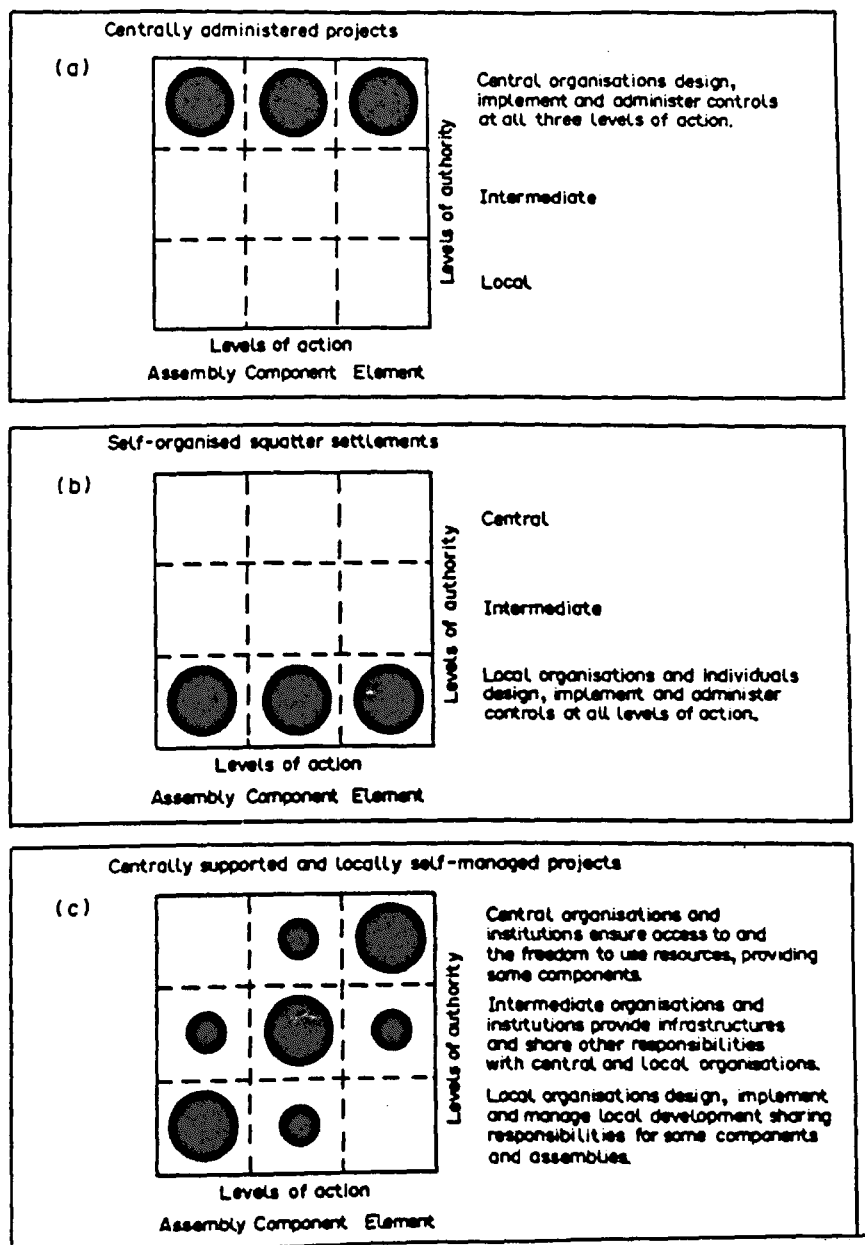 Centrally administered projects
(a)
Central organisations design,
implement and administer controls
at all three levels of action.
Levels of authority
Intermediate
Local
Levels of action
Assembly Component Element
Self-organised squatter settlements
(b)
Central
Levels of authority
Intermediate
Local organisations and individuals
design, implement and administer
controls at all levels of action.
Levels of action
Assembly Component Element
Centrally supported and locally self-managed projects
(c)
Central organisations and
institutions ensure access to and
the freedom to use resources, providing
some components.
Levels of authority
Intermediate organisations and
institutions provide infrastructures
and share other responsibilities
with central and local organisations.
Local organisations design, implement
and manage local development sharing
responsibilities for some components
and assemblies.
Levels of action
Assembly Component Element